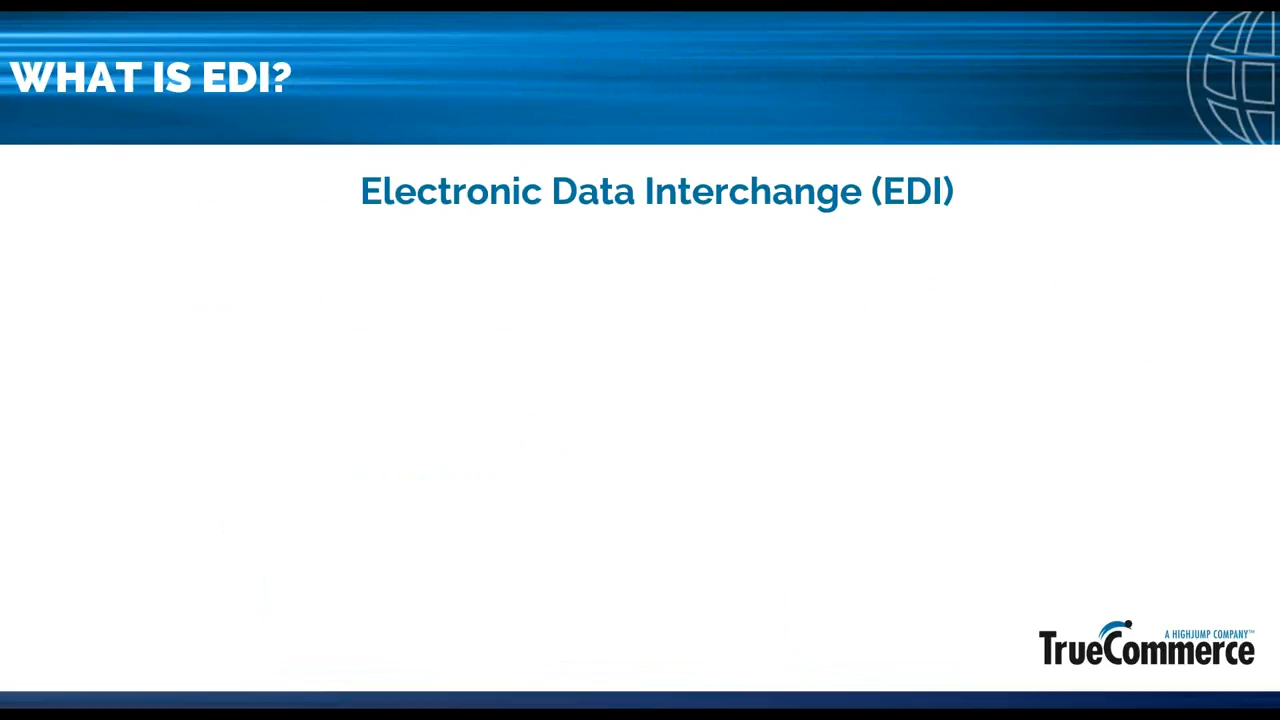 WHAT IS EDI?
Electronic Data Interchange (EDI)
A HIGHJUMP COMPANY™
TrueCommerce